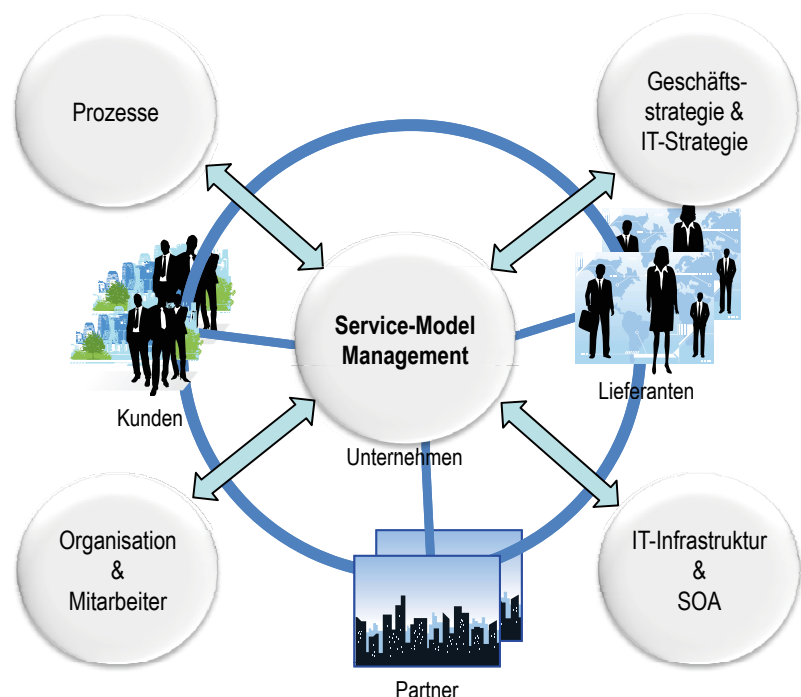 Prozesse
Geschäfts-
strategie &
IT-Strategie
Service-Model
Management
Kunden
Lieferanten
Unternehmen
Organisation
&
Mitarbeiter
IT-Infrastruktur
&
SOA
Partner